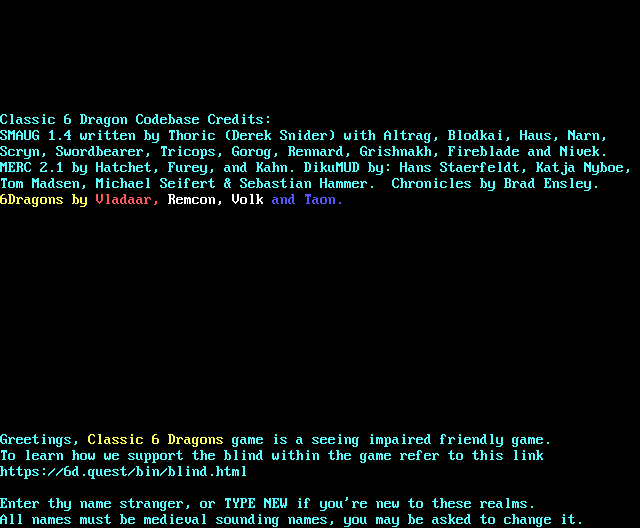 Classic 6 Dragon Codebase Credits:
SMAUG 1.4 written by Thoric (Derek Snider) with Altrag, Blodkai, Haus, Narn,
Scryn, Swordbearer, Tricops, Gorog, Rennard, Grishnakh, Fireblade and Nivek.
MERC 2.1 by Hatchet, Furey, and Kahn. DikuMUD by: Hans Staerfeldt, Katja Nyboe,
Tom Madsen, Michael Seifert & Sebastian Hammer.  Chronicles by Brad Ensley.
6Dragons by Vladaar, Remcon, Volk and Taon.
Greetings, Classic 6 Dragons game is a seeing impaired friendly game.
To learn how we support the blind within the game refer to this link
https://6d.quest/bin/blind.html
Enter thy name stranger, or TYPE NEW if you're new to these realms.
All names must be medieval sounding names, you may be asked to change it.